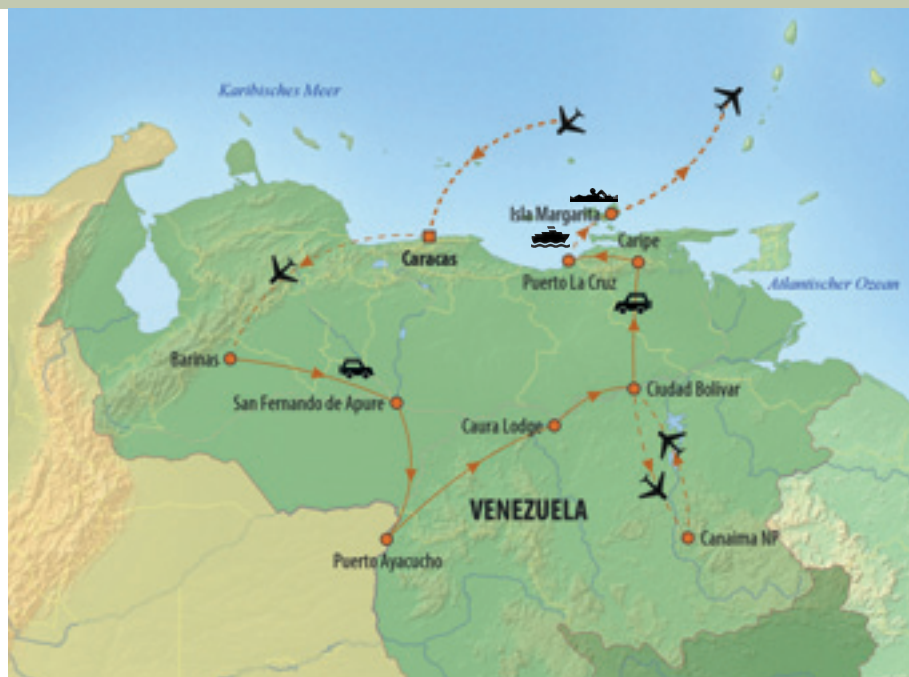 Karibisches Meer
Isla Margarita
Caracas
Caripe
Puerto La Cruz
Atlantischer Ozean
Barinas
San Fernando de Apure
Ciudad Bolivar
Caura Lodge
VENEZUELA
Canaima NP
Puerto Ayacucho